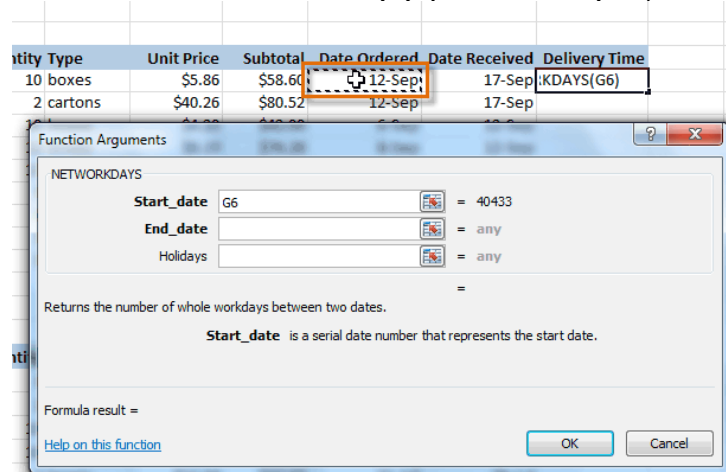 ntity Type Unit Price Subtotal Date Ordered Date Received Delivery Time
10 boxes $5.86 $58.60 12-Sep 17-Sep KDAYS(G6)
2 cartons $40.26 $80.52 12-Sep 17-Sep
Function Arguments
NETWORKDAYS
Start_date G6 = 40433
End_date = any
Holidays = any
=
Returns the number of whole workdays between two dates.
Start_date is a serial date number that represents the start date.
Formula result =
Help on this function OK Cancel